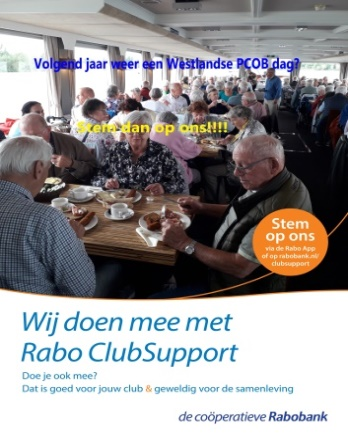 Volgend jaar weer een Westlandse PCOB dag?
Stem dan op ons!!!!
Stem
op ons
via de Rabo App
of op rabobank.nl/
clubsupport
Wij doen mee met
Rabo ClubSupport
Doe je ook mee?
Dat is goed voor jouw club & geweldig voor de samenleving
de coöperatieve Rabobank